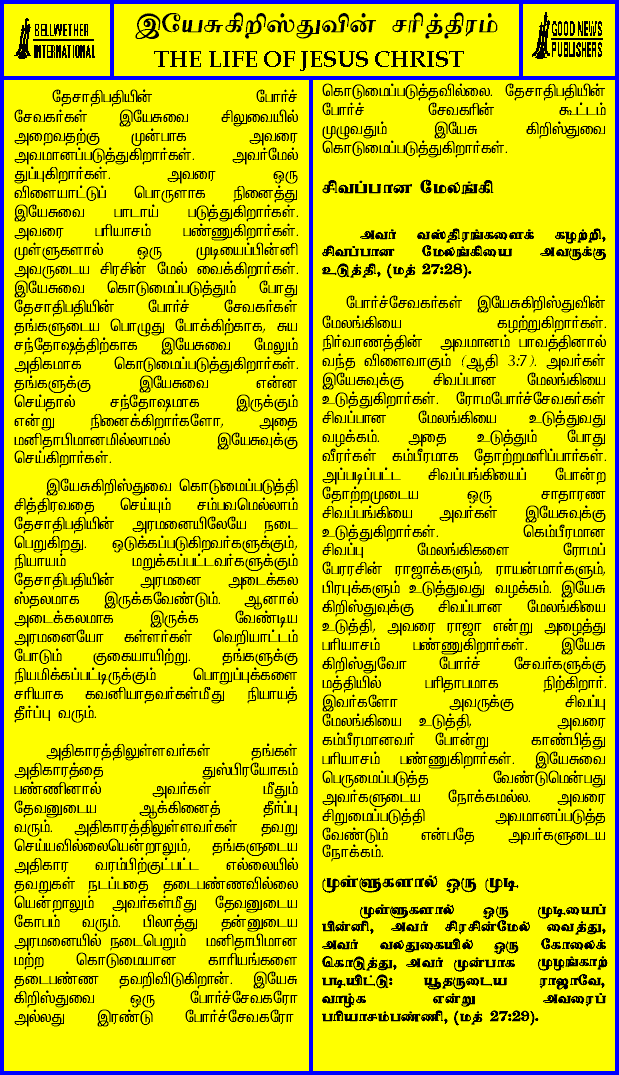 BELLWETHER
INTERNATIONAL
இயேசுகிறிஸ்துவின் சரித்திரம்
THE LIFE OF JESUS CHRIST
GOOD NEWS
PUBLISHERS
தேசாதிபதியின் போர்ச்
சேவகர்கள் இயேசுவை சிலுவையில்
அறைவதற்கு முன்பாக அவரை
அவமானப்படுத்துகிறார்கள். அவர்மேல்
துப்புகிறார்கள். அவரை ஒரு
விளையாட்டுப் பொருளாக நினைத்து
இயேசுவை பாடாய் படுத்துகிறார்கள்.
அவரை பரியாசம் பண்ணுகிறார்கள்.
முள்ளுகளால் ஒரு முடியைப்பின்னி
அவருடைய சிரசின் மேல் வைக்கிறார்கள்.
இயேசுவை கொடுமைப்படுத்தும் போது
தேசாதிபதியின் போர்ச் சேவகர்கள்
தங்களுடைய பொழுது போக்கிற்காக, சுய
சந்தோஷத்திற்காக இயேசுவை மேலும்
அதிகமாக கொடுமைப்படுத்துகிறார்கள்.
தங்களுக்கு இயேசுவை என்ன
செய்தால் சந்தோஷமாக இருக்கும்
என்று நினைக்கிறார்களோ, அதை
மனிதாபிமானமில்லாமல் இயேசுவுக்கு
செய்கிறார்கள்.
இயேசுகிறிஸ்துவை கொடுமைப்படுத்தி
சித்திரவதை செய்யும் சம்பவமெல்லாம்
தேசாதிபதியின் அரமனையிலேயே நடை
பெறுகிறது. ஒடுக்கப்படுகிறவர்களுக்கும்,
நியாயம் மறுக்கப்பட்டவர்களுக்கும்
தேசாதிபதியின் அரமனை அடைக்கல
ஸ்தலமாக இருக்கவேண்டும். ஆனால்
அடைக்கலமாக இருக்க வேண்டிய
அரமனையோ கள்ளர்கள் வெறியாட்டம்
போடும் குகையாயிற்று. தங்களுக்கு
நியமிக்கப்பட்டிருக்கும் பொறுப்புக்களை
சரியாக கவனியாதவர்கள்மீது நியாயத்
தீர்ப்பு வரும்.
அதிகாரத்திலுள்ளவர்கள் தங்கள்
அதிகாரத்தை துஸ்பிரயோகம்
பண்ணினால் அவர்கள் மீதும்
தேவனுடைய ஆக்கினைத் தீர்ப்பு
வரும். அதிகாரத்திலுள்ளவர்கள் தவறு
செய்யவில்லையென்றாலும், தங்களுடைய
அதிகார வரம்பிற்குட்பட்ட எல்லையில்
தவறுகள் நடப்பதை தடைபண்ணவில்லை
யென்றாலும் அவர்கள்மீது தேவனுடைய
கோபம் வரும். பிலாத்து தன்னுடைய
அரமனையில் நடைபெறும் மனிதாபிமான
மற்ற கொடுமையான காரியங்களை
தடைபண்ண தவறிவிடுகிறான். இயேசு
கிறிஸ்துவை ஒரு போர்ச்சேவகரோ
அல்லது இரண்டு போர்ச்சேவகரோ
கொடுமைப்படுத்தவில்லை. தேசாதிபதியின்
போர்ச் சேவகரின் கூட்டம்
முழுவதும் இயேசு கிறிஸ்துவை
கொடுமைப்படுத்துகிறார்கள்.
சிவப்பான மேலங்கி
அவர் வஸ்திரங்களைக் கழற்றி,
சிவப்பான மேலங்கியை அவருக்கு
உடுத்தி, (மத் 27:28).
போர்ச்சேவகர்கள் இயேசுகிறிஸ்துவின்
மேலங்கியை கழற்றுகிறார்கள்.
நிர்வாணத்தின் அவமானம் பாவத்தினால்
வந்த விளைவாகும் (ஆதி 3:7). அவர்கள்
இயேசுவுக்கு சிவப்பான மேலங்கியை
உடுத்துகிறார்கள். ரோமபோர்ச்சேவகர்கள்
சிவப்பான மேலங்கியை உடுத்துவது
வழக்கம். அதை உடுத்தும் போது
வீரர்கள் கம்பீரமாக தோற்றமளிப்பார்கள்.
அப்படிப்பட்ட சிவப்பங்கியைப் போன்ற
தோற்றமுடைய ஒரு சாதாரண
சிவப்பங்கியை அவர்கள் இயேசுவுக்கு
உடுத்துகிறார்கள். கெம்பீரமான
சிவப்பு மேலங்கிகளை ரோமப்
பேரரசின் ராஜாக்களும், ராயன்மார்களும்,
பிரபுக்களும் உடுத்துவது வழக்கம். இயேசு
கிறிஸ்துவுக்கு சிவப்பான மேலங்கியை
உடுத்தி, அவரை ராஜா என்று அழைத்து
பரியாசம் பண்ணுகிறார்கள். இயேசு
கிறிஸ்துவோ போர்ச் சேவர்களுக்கு
மத்தியில் பரிதாபமாக நிற்கிறார்.
இவர்களோ அவருக்கு சிவப்பு
மேலங்கியை உடுத்தி, அவரை
கம்பீரமானவர் போன்று காண்பித்து
பரியாசம் பண்ணுகிறார்கள். இயேசுவை
பெருமைப்படுத்த வேண்டுமென்பது
அவர்களுடைய நோக்கமல்ல. அவரை
சிறுமைப்படுத்தி அவமானப்படுத்த
வேண்டும் என்பதே அவர்களுடைய
நோக்கம்.
முள்ளுகளால் ஒரு முடி.
முள்ளுகளால் ஒரு முடியைப்
பின்னி, அவர் சிரசின்மேல் வைத்து,
அவர் வலதுகையில் ஒரு கோலைக்
கொடுத்து, அவர் முன்பாக முழங்காற்
படியிட்டு: யூதருடைய ராஜாவே,
வாழ்க என்று அவரைப்
பரியாசம்பண்ணி, (மத் 27:29).